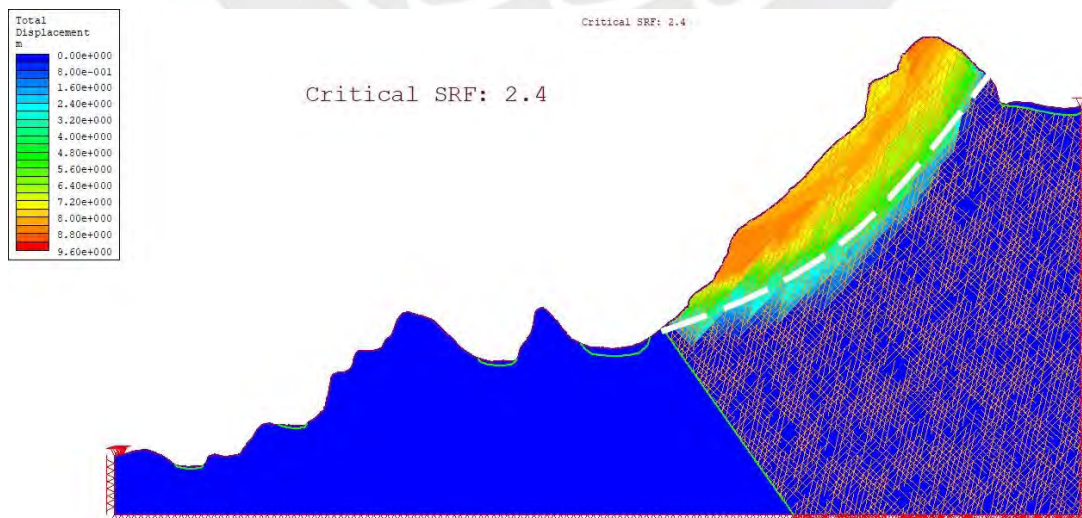 Total
Displacement
m
0.00e+000
8.00e-001
1.60e+000
2.40e+000
3.20e+000
4.00e+000
4.80e+000
5.60e+000
6.40e+000
7.20e+000
8.00e+000
8.80e+000
9.60e+000
Critical SRF: 2.4
Critical SRF: 2.4